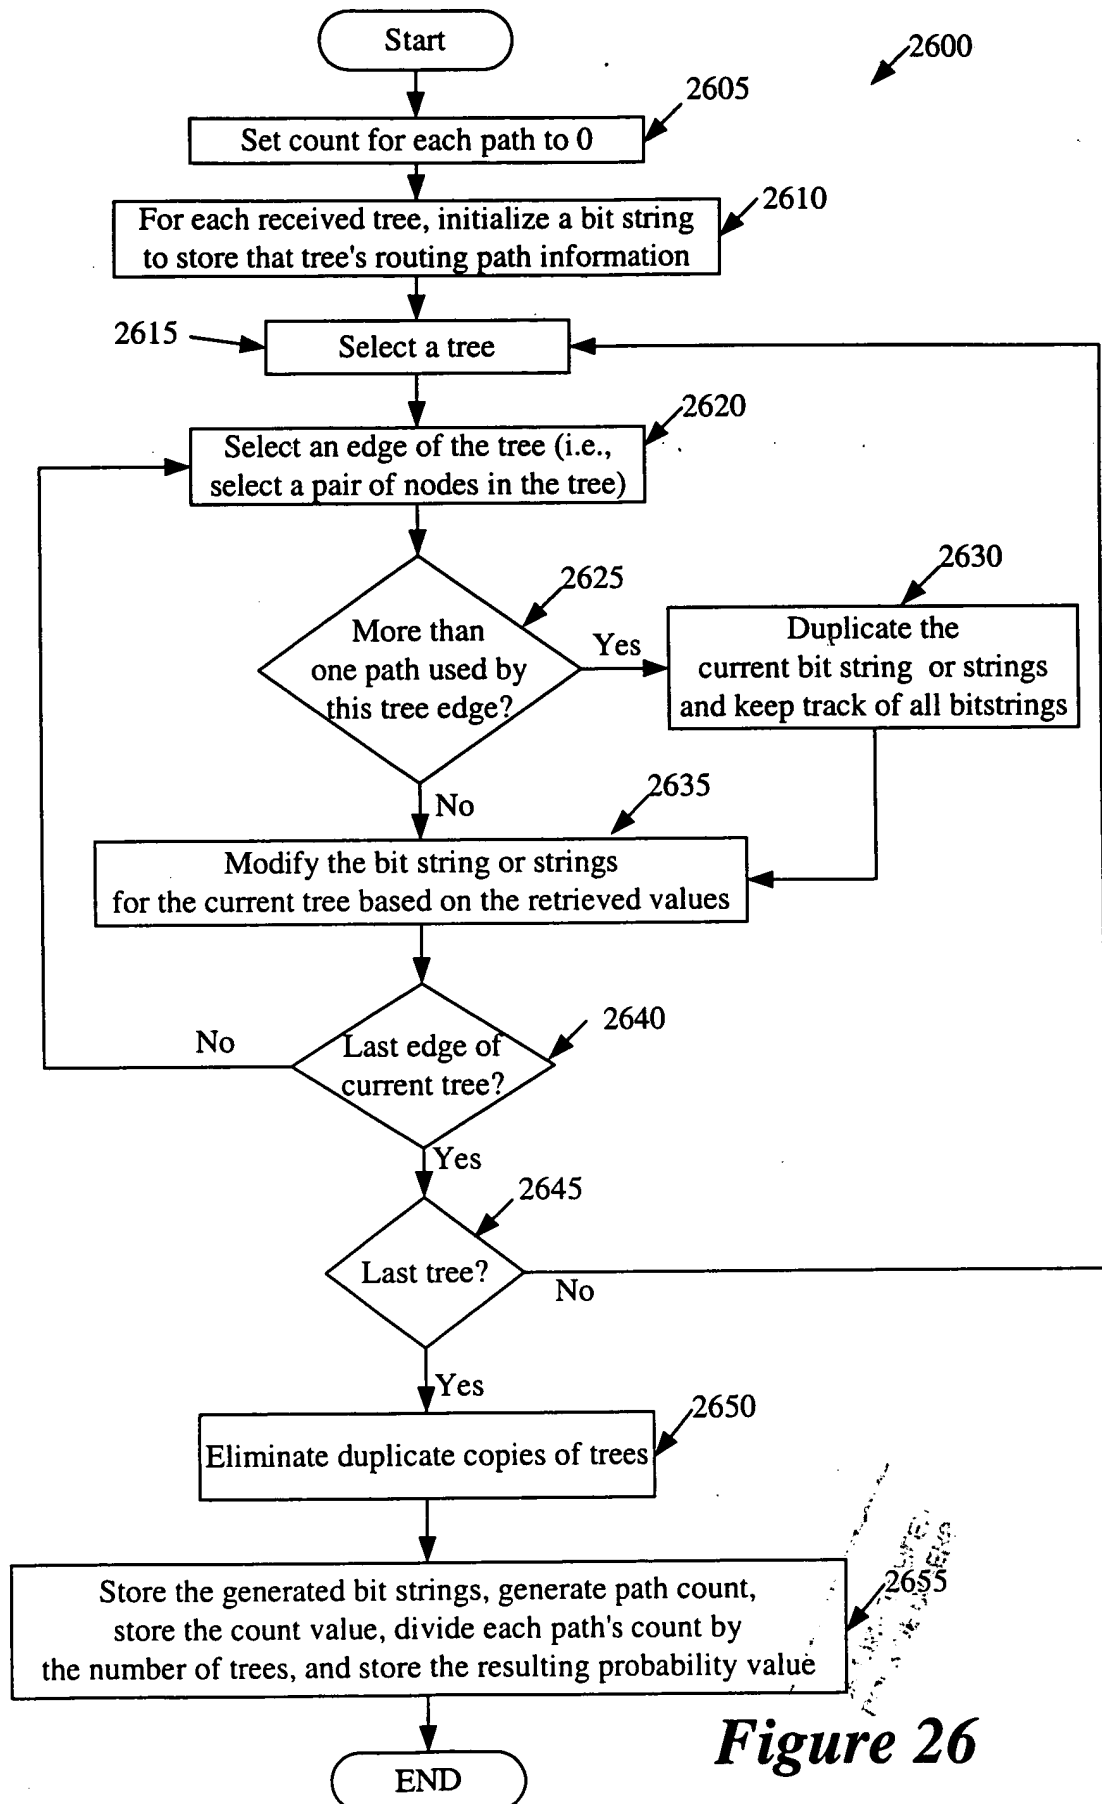 Start
2600
2605
Set count for each path to 0
2610
For each received tree, initialize a bit string
to store that tree's routing path information
2615
Select a tree
2620
Select an edge of the tree (i.e.,
select a pair of nodes in the tree)
2625
2630
More than
one path used by
this tree edge?
Yes
Duplicate the
current bit string or strings
and keep track of all bitstrings
No
2635
Modify the bit string or strings
for the current tree based on the retrieved values
2640
No
Last edge of
current tree?
Yes
2645
Last tree?
No
Yes
2650
Eliminate duplicate copies of trees
2655
Store the generated bit strings, generate path count,
store the count value, divide each path's count by
the number of trees, and store the resulting probability value
Figure 26
END